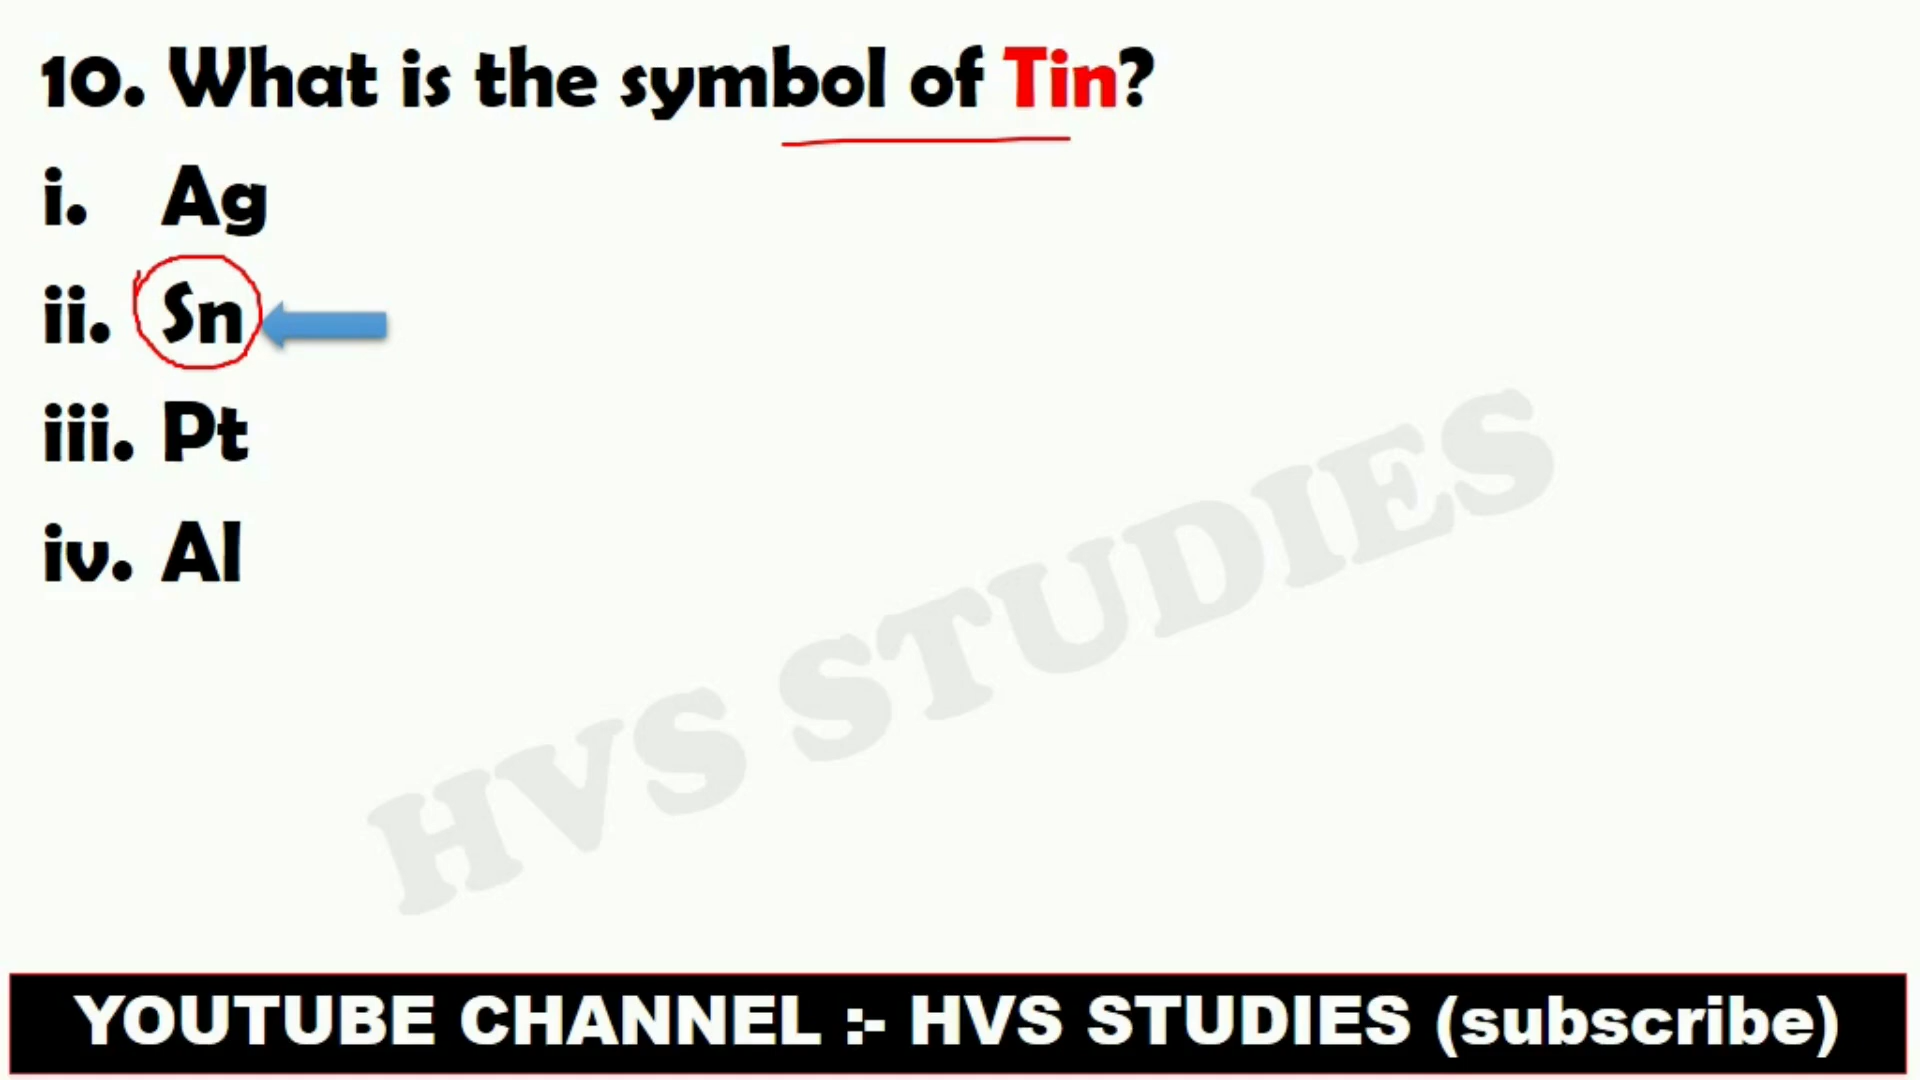 10. What is the symbol of Tin?
i. Ag
ii. Sn
iii. Pt
iv. Al
HVS STUDIES
YOUTUBE CHANNEL :- HVS STUDIES (subscribe)